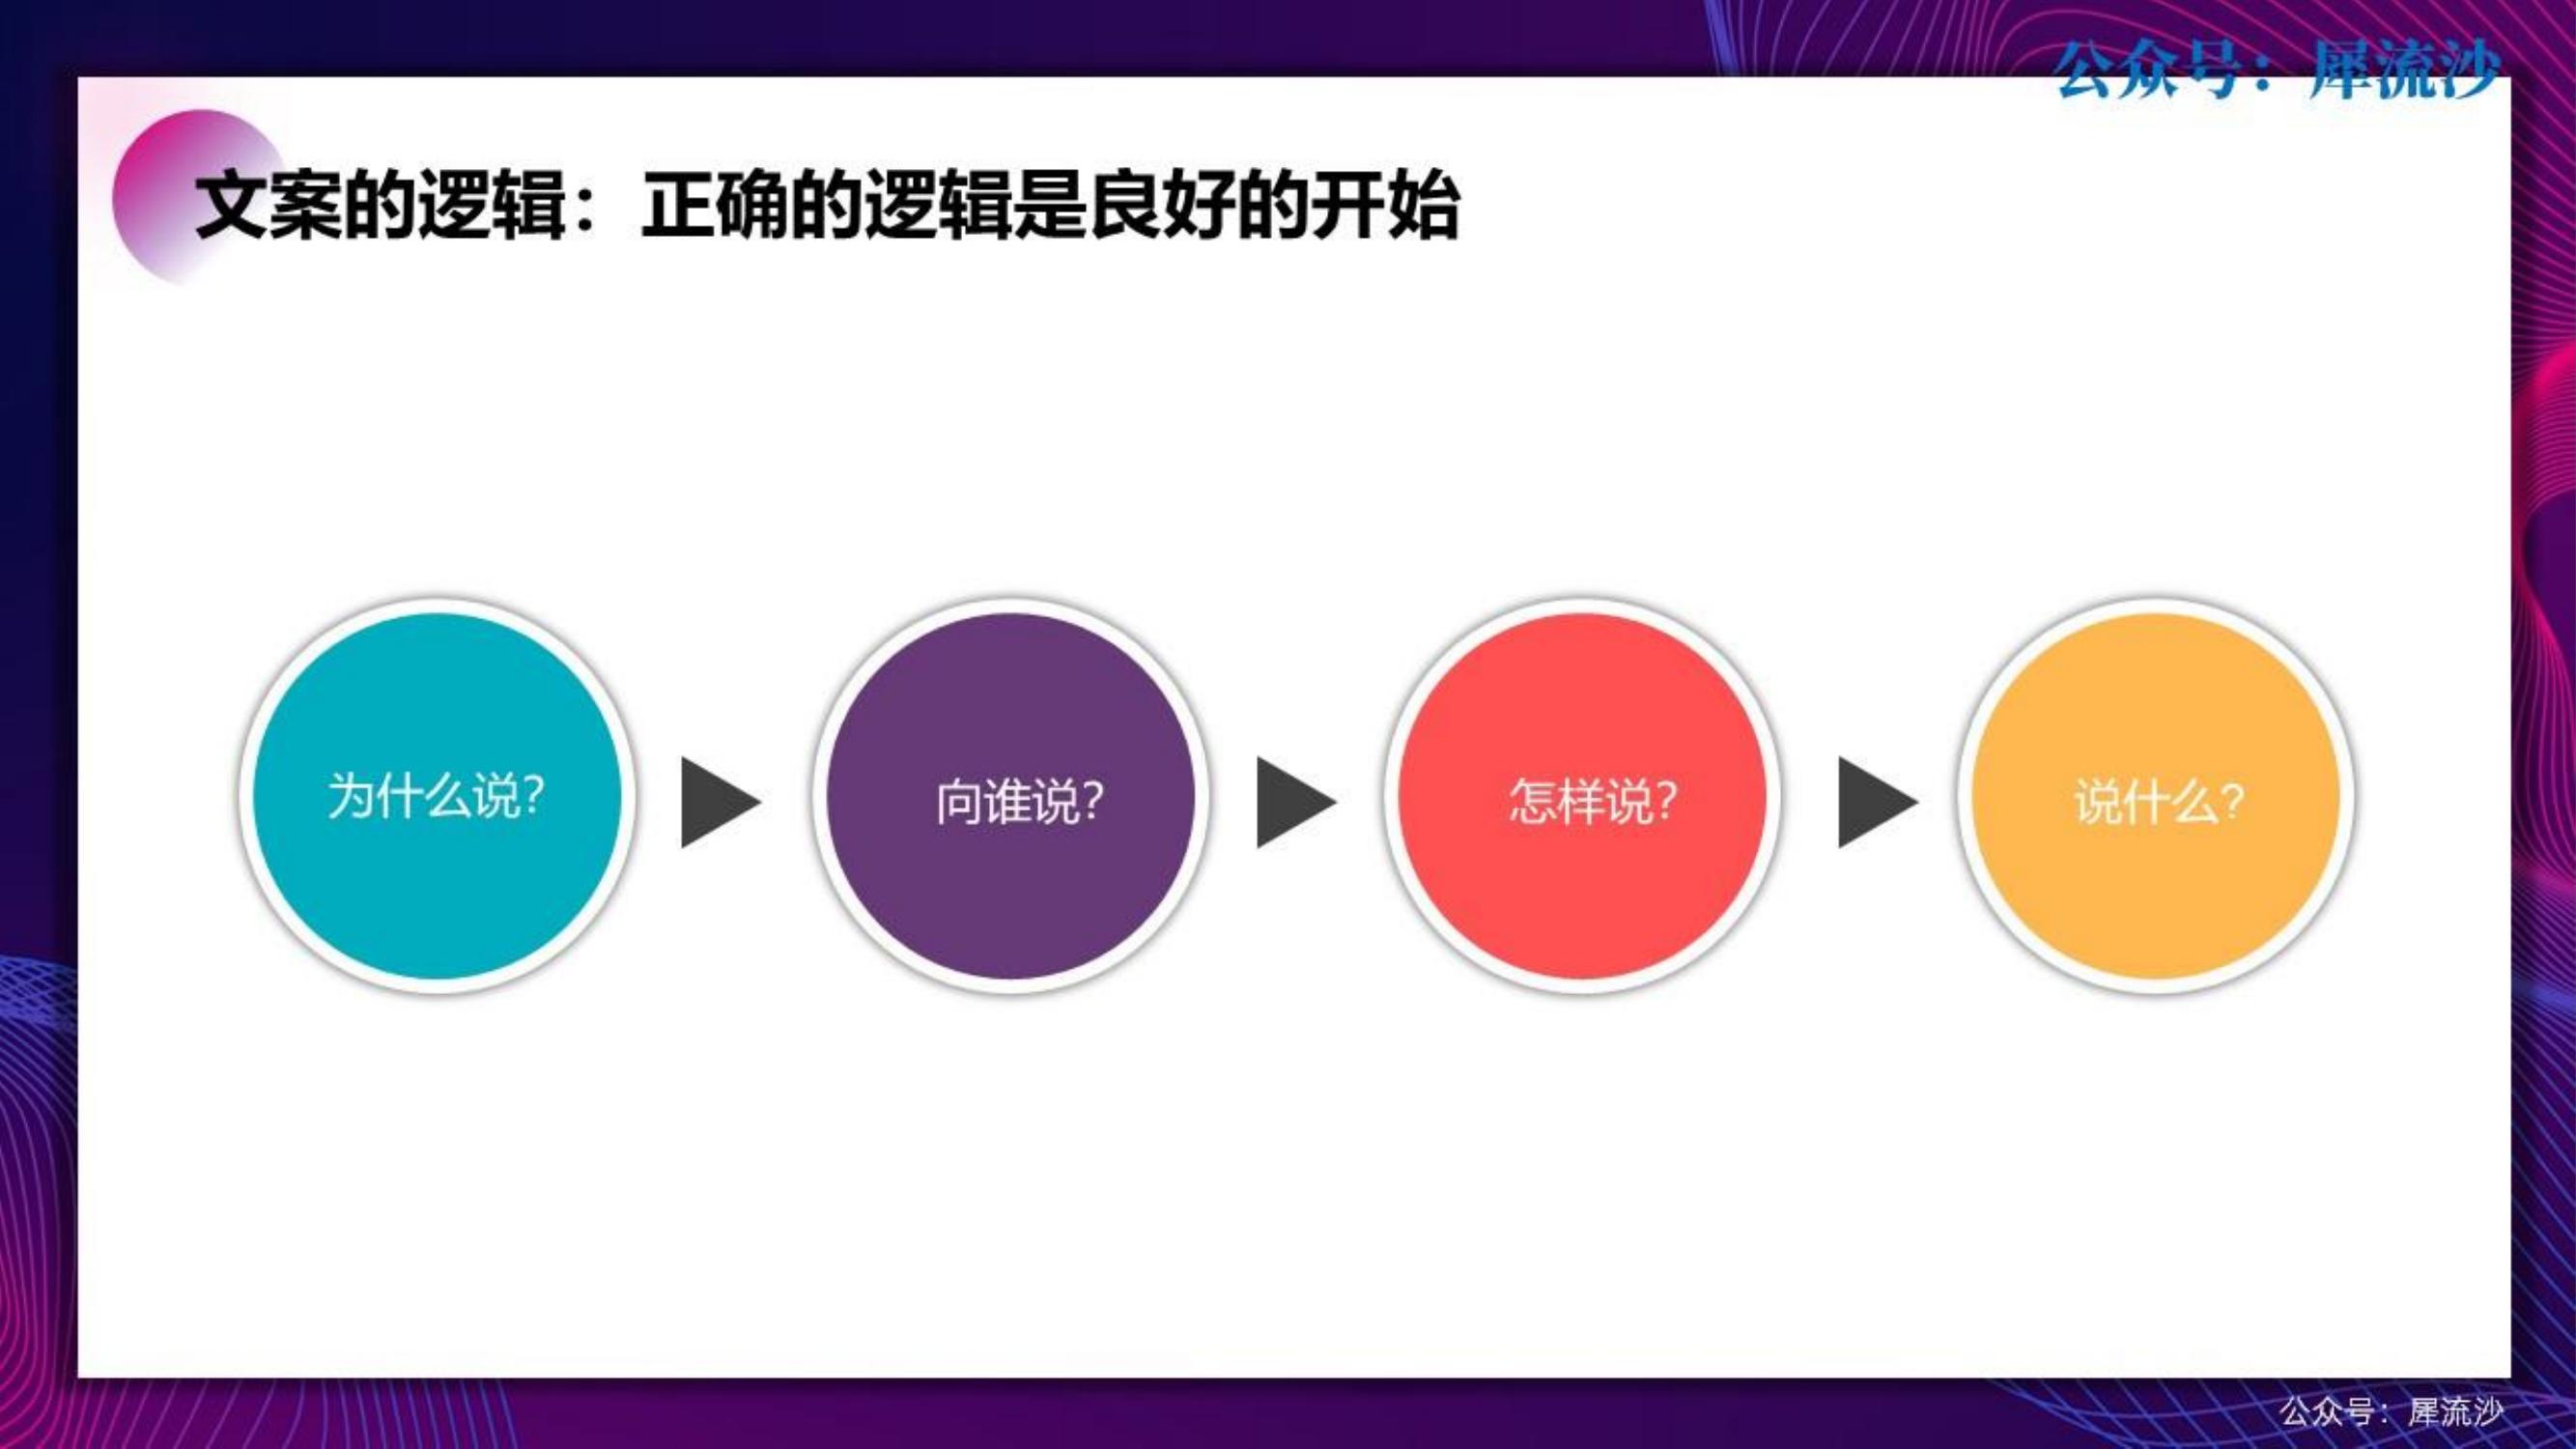 公众号：犀流沙
文案的逻辑：正确的逻辑是良好的开始
为什么说？
向谁说？
怎样说？
说什么？
公众号：犀流沙